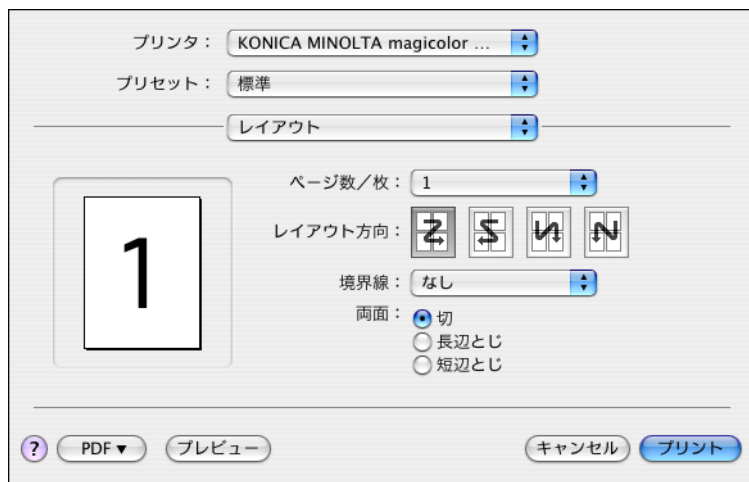 プリンタ： KONICA MINOLTA magicolor ...
プリセット： 標準
レイアウト
ページ数／枚： 1
レイアウト方向：
1
境界線： なし
両面： 切
長辺とじ
短辺とじ
? PDF▼ プレビュー キャンセル プリント